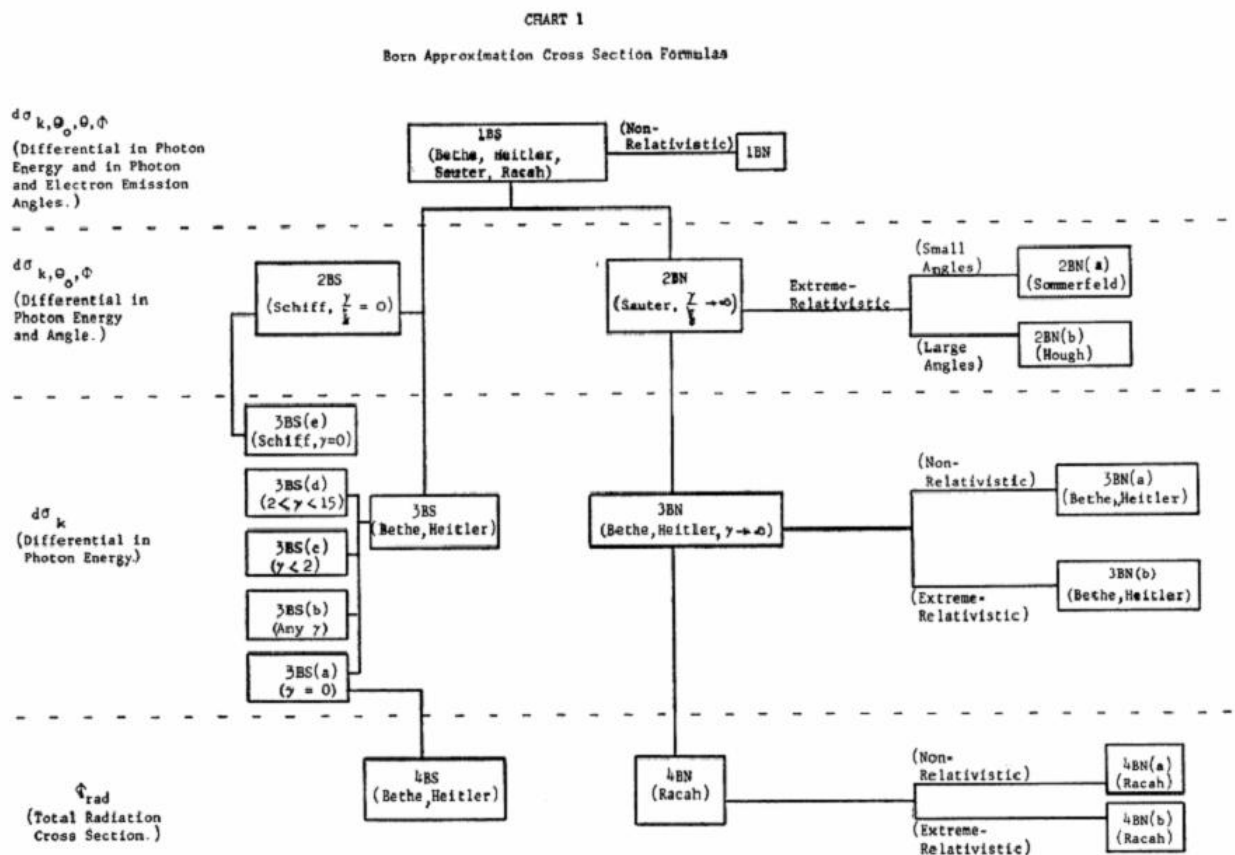 CHART 1
Born Approximation Cross Section Formulas
dσ k,θ₀,θ,Φ
(Differential in Photon
Energy and in Photon
and Electron Emission
Angles.)
1BS
(Bethe, Heitler,
Sauter, Racah)
(Non-
Relativistic)
1BN
dσ k,θ₀,Φ
(Differential in
Photon Energy
and Angle.)
2BS
(Schiff, γ/k = 0)
2BN
(Sauter, γ/ →∞)
Extreme-
Relativistic
(Small
Angles)
2BN(a)
(Sommerfeld)
(Large
Angles)
2BN(b)
(Hough)
dσ k
(Differential in
Photon Energy.)
3BS(e)
(Schiff,γ=0)
3BS(d)
(2<γ<15)
3BS(c)
(γ<2)
3BS(b)
(Any γ)
3BS(a)
(γ = 0)
3BS
(Bethe,Heitler)
3BN
(Bethe,Heitler, γ→∞)
(Non-
Relativistic)
3BN(a)
(Bethe,Heitler)
(Extreme-
Relativistic)
3BN(b)
(Bethe,Heitler)
Φrad
(Total Radiation
Cross Section.)
4BS
(Bethe,Heitler)
4BN
(Racah)
(Non-
Relativistic)
4BN(a)
(Racah)
(Extreme-
Relativistic)
4BN(b)
(Racah)